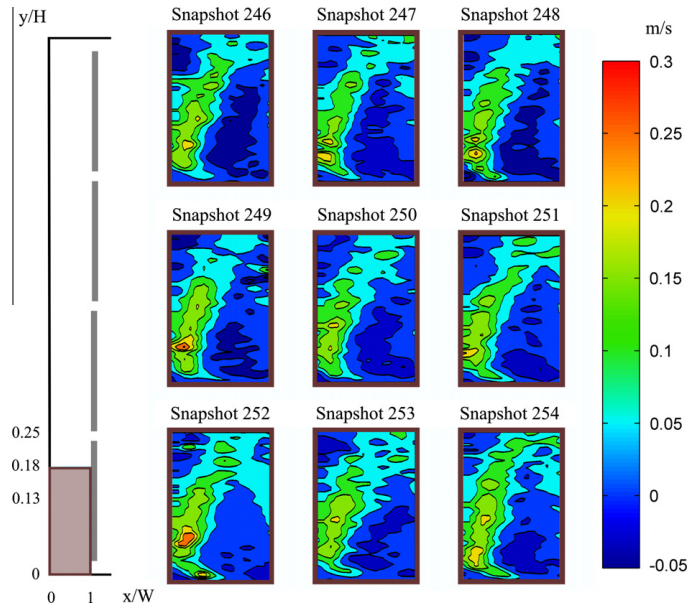 y/H
Snapshot 246
Snapshot 247
Snapshot 248
m/s
0.3
0.25
0.2
0.15
0.1
0.05
0
-0.05
Snapshot 249
Snapshot 250
Snapshot 251
Snapshot 252
Snapshot 253
Snapshot 254
0.25
0.18
0.13
0
0
1
x/W